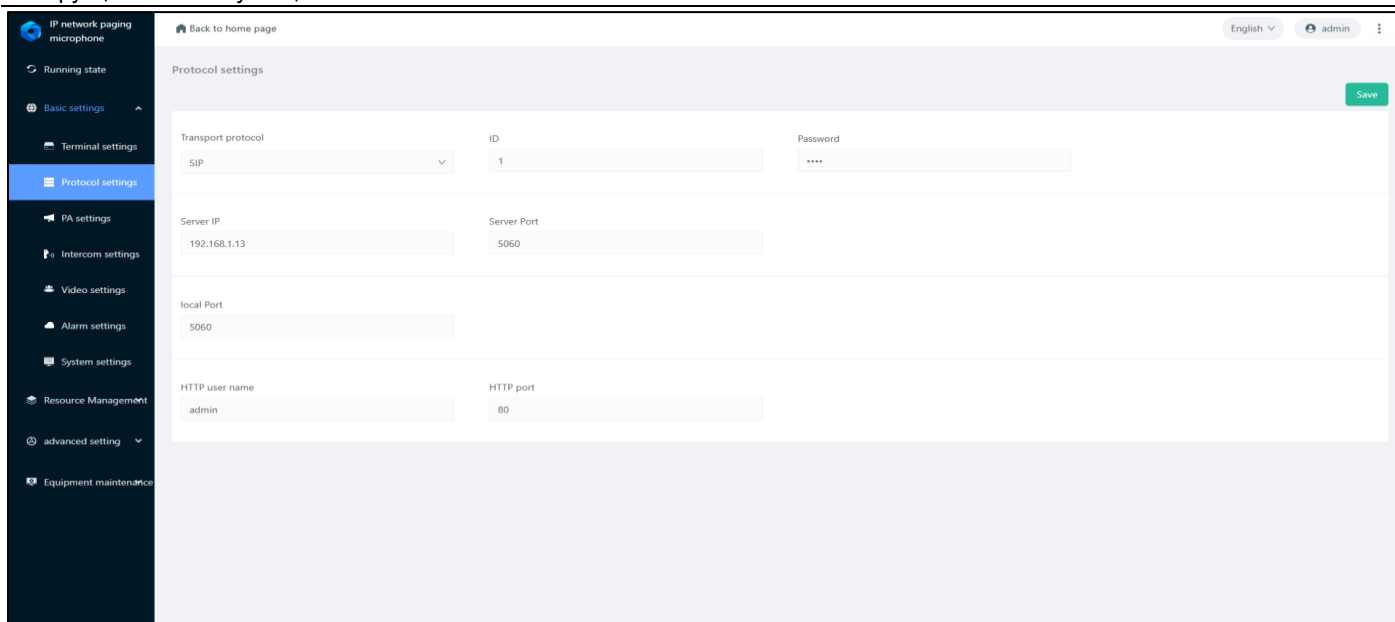 IP network paging
microphone
Back to home page
English
admin
Running state
Protocol settings
Basic settings
Save
Terminal settings
Transport protocol
ID
Password
SIP
1
••••
Protocol settings
PA settings
Server IP
Server Port
192.168.1.13
5060
Intercom settings
Video settings
local Port
Alarm settings
5060
System settings
HTTP user name
HTTP port
Resource Management
admin
80
advanced setting
Equipment maintenance